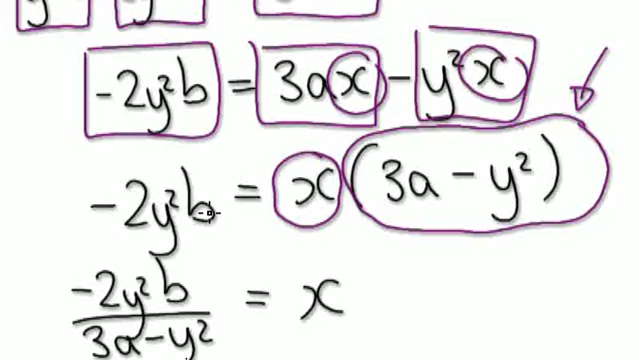 -2y²b = 3ax - y²x
-2y²b = x(3a - y²)
-2y²b / 3a-y² = x